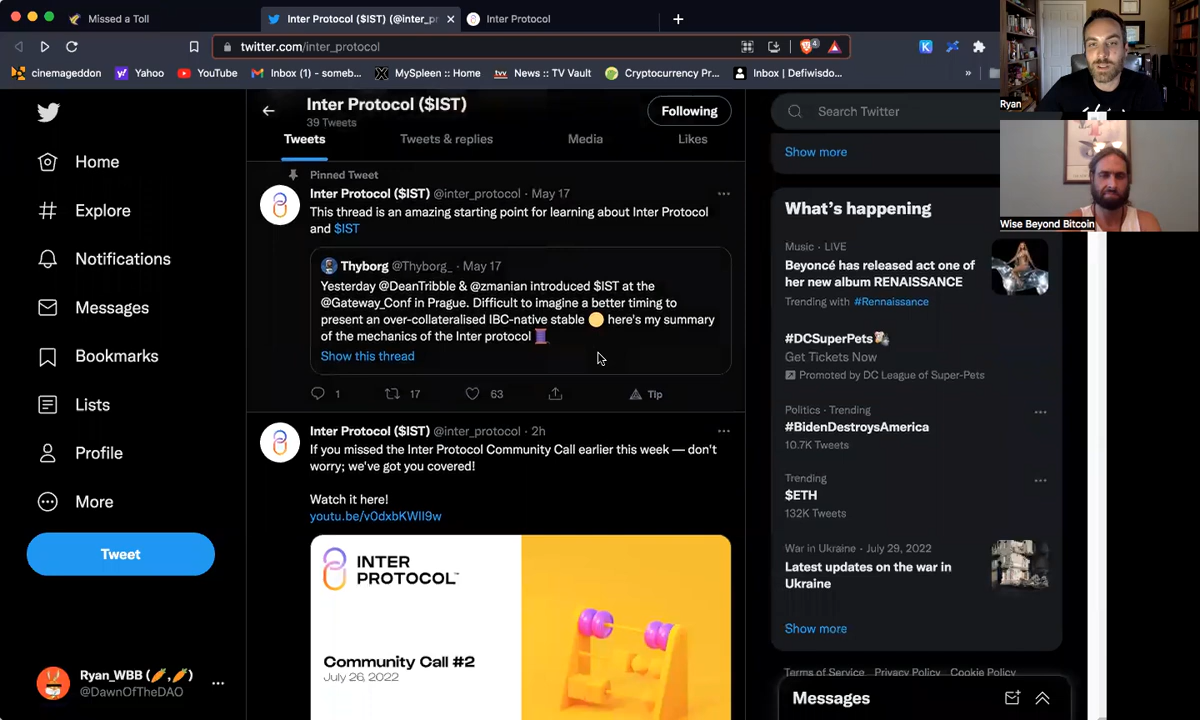 Missed a Toll
Inter Protocol ($IST) (@inter_pr
Inter Protocol
twitter.com/inter_protocol
4
cinemageddon
Yahoo
YouTube
Inbox (1) - someb...
MySpleen :: Home
tvv
News :: TV Vault
Cryptocurrency Pr...
Inbox | Defiwisdo...
»
Ryan
Wise Beyond Bitcoin
Home
Explore
Notifications
Messages
Bookmarks
Lists
Profile
More
Tweet
Ryan_WBB (🥕,🥕)
@DawnOfTheDAO
Inter Protocol ($IST)
39 Tweets
Following
Tweets
Tweets & replies
Media
Likes
Pinned Tweet
Inter Protocol ($IST) @inter_protocol · May 17
This thread is an amazing starting point for learning about Inter Protocol
and $IST
Thyborg @Thyborg_ · May 17
Yesterday @DeanTribble & @zmanian introduced $IST at the
@Gateway_Conf in Prague. Difficult to imagine a better timing to
present an over-collateralised IBC-native stable 🟡 here's my summary
of the mechanics of the Inter protocol 🧵
Show this thread
1
17
63
Tip
Inter Protocol ($IST) @inter_protocol · 2h
If you missed the Inter Protocol Community Call earlier this week — don't
worry; we've got you covered!
Watch it here!
youtu.be/v0dxbKWII9w
INTER
PROTOCOL™
Community Call #2
July 26, 2022
Search Twitter
Show more
What's happening
Music · LIVE
Beyoncé has released act one of
her new album RENAISSANCE
Trending with #Rennaissance
#DCSuperPets
Get Tickets Now
Promoted by DC League of Super-Pets
Politics · Trending
#BidenDestroysAmerica
10.7K Tweets
Trending
$ETH
132K Tweets
War in Ukraine · July 29, 2022
Latest updates on the war in
Ukraine
Show more
Terms of Service Privacy Policy Cookie Policy
Messages